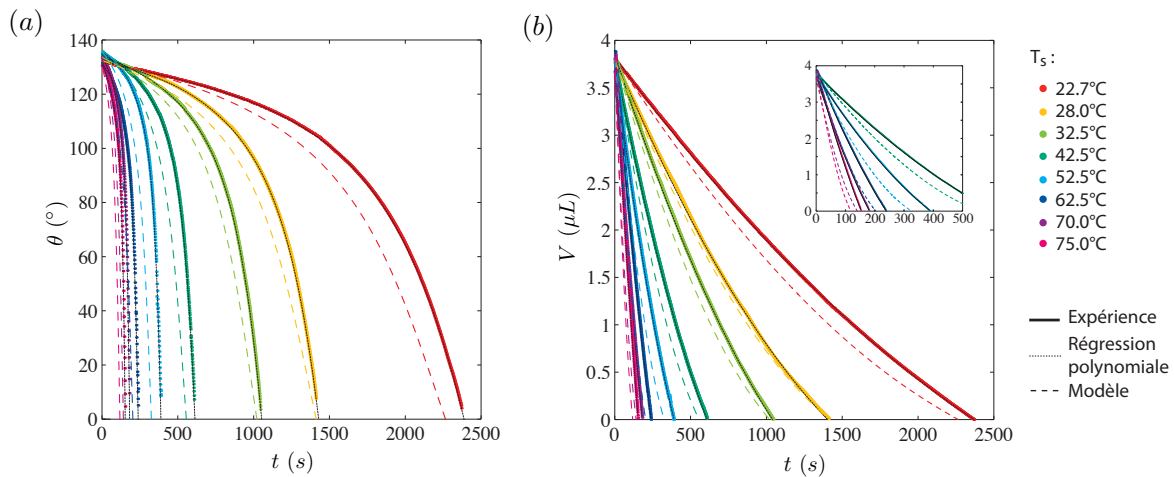 (a)
140
120
100
80
60
40
20
0
θ (°)
0 500 1000 1500 2000 2500
t (s)
(b)
4
3.5
3
2.5
2
1.5
1
0.5
0
V (μL)
0 500 1000 1500 2000 2500
t (s)
4
3
2
1
0
0 100 200 300 400 500
Ts :
22.7°C
28.0°C
32.5°C
42.5°C
52.5°C
62.5°C
70.0°C
75.0°C
Expérience
Régression
polynomiale
Modèle